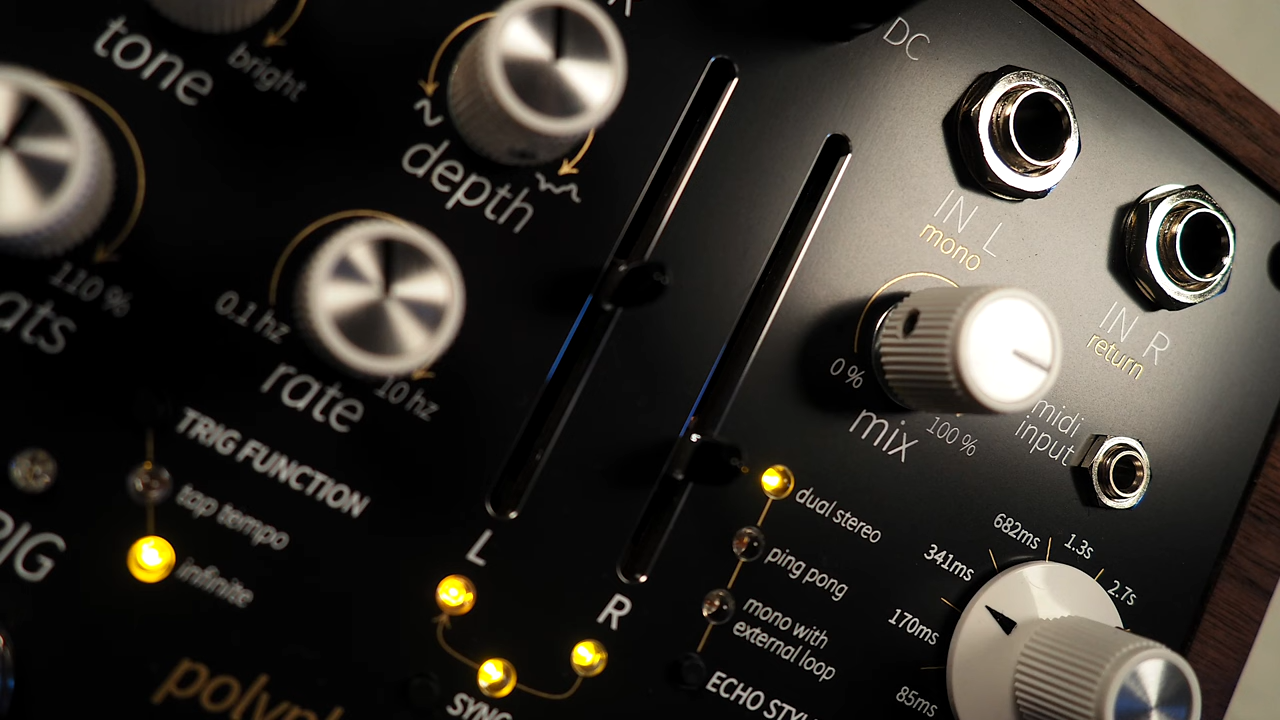 DC
tone
bright
depth
IN L
mono
IN R
return
110 %
0.1 hz
rate
10 hz
0 %
mix
100 %
midi
input
TRIG FUNCTION
tap tempo
infinite
L
R
dual stereo
ping pong
mono with
external loop
682ms
1.3s
341ms
2.7s
170ms
85ms
SYNC